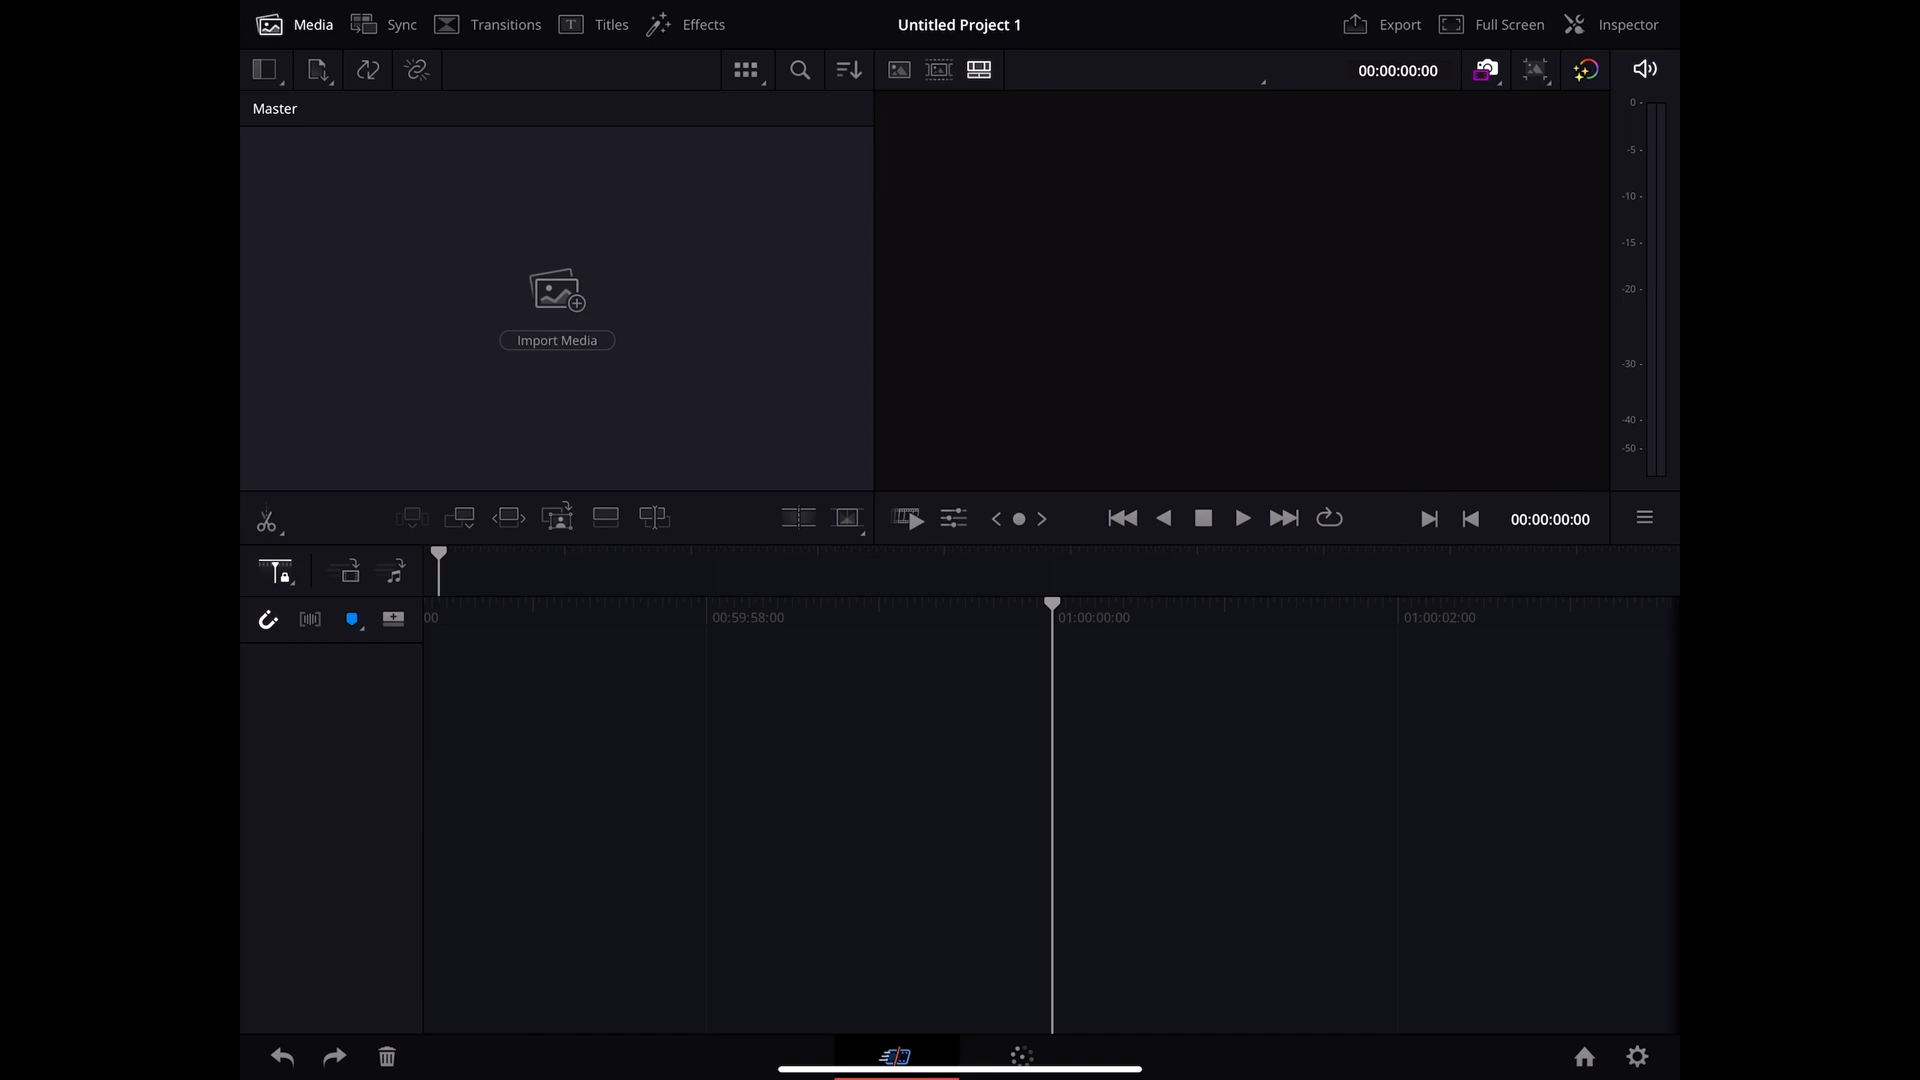 Media Sync Transitions Titles Effects Untitled Project 1 Export Full Screen Inspector
00:00:00:00
Master
0 -
-5 -
-10 -
-15 -
-20 -
-30 -
-40 -
-50 -
Import Media
00:00:00:00
00 00:59:58:00 01:00:00:00 01:00:02:00